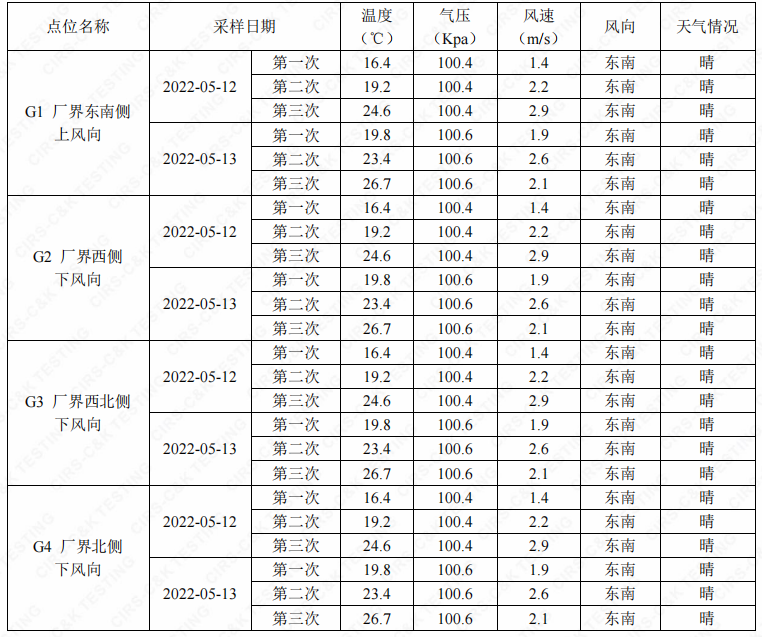 点位名称 采样日期 温度（℃） 气压（Kpa） 风速（m/s） 风向 天气情况
G1 厂界东南侧上风向 2022-05-12 第一次 16.4 100.4 1.4 东南 晴
第二次 19.2 100.4 2.2 东南 晴
第三次 24.6 100.4 2.9 东南 晴
2022-05-13 第一次 19.8 100.6 1.9 东南 晴
第二次 23.4 100.6 2.6 东南 晴
第三次 26.7 100.6 2.1 东南 晴
G2 厂界西侧下风向 2022-05-12 第一次 16.4 100.4 1.4 东南 晴
第二次 19.2 100.4 2.2 东南 晴
第三次 24.6 100.4 2.9 东南 晴
2022-05-13 第一次 19.8 100.6 1.9 东南 晴
第二次 23.4 100.6 2.6 东南 晴
第三次 26.7 100.6 2.1 东南 晴
G3 厂界西北侧下风向 2022-05-12 第一次 16.4 100.4 1.4 东南 晴
第二次 19.2 100.4 2.2 东南 晴
第三次 24.6 100.4 2.9 东南 晴
2022-05-13 第一次 19.8 100.6 1.9 东南 晴
第二次 23.4 100.6 2.6 东南 晴
第三次 26.7 100.6 2.1 东南 晴
G4 厂界北侧下风向 2022-05-12 第一次 16.4 100.4 1.4 东南 晴
第二次 19.2 100.4 2.2 东南 晴
第三次 24.6 100.4 2.9 东南 晴
2022-05-13 第一次 19.8 100.6 1.9 东南 晴
第二次 23.4 100.6 2.6 东南 晴
第三次 26.7 100.6 2.1 东南 晴
CIRS-C&K TESTING